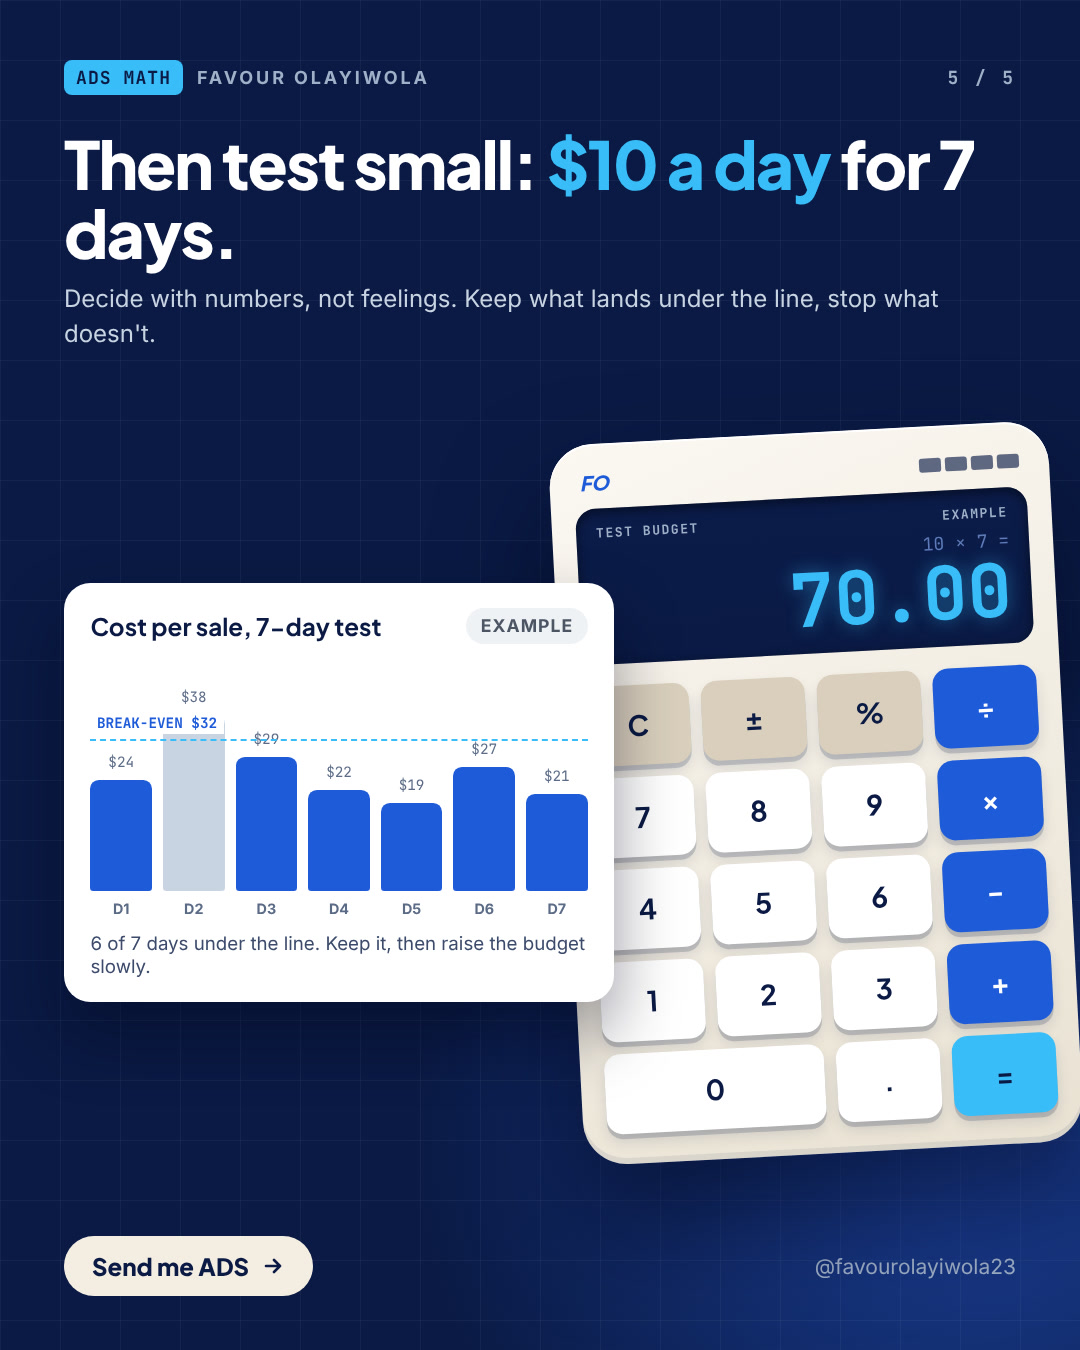 ADS MATH FAVOUR OLAYIWOLA 5 / 5
Then test small: $10 a day for 7
days.
Decide with numbers, not feelings. Keep what lands under the line, stop what
doesn't.
FO
TEST BUDGET EXAMPLE
10 × 7 =
70.00
Cost per sale, 7-day test EXAMPLE
$38
BREAK-EVEN $32
$24 $29 $22 $19 $27 $21
D1 D2 D3 D4 D5 D6 D7
6 of 7 days under the line. Keep it, then raise the budget
slowly.
C ± % ÷
7 8 9 ×
4 5 6 −
1 2 3 +
0 . =
Send me ADS →
@favourolayiwola23